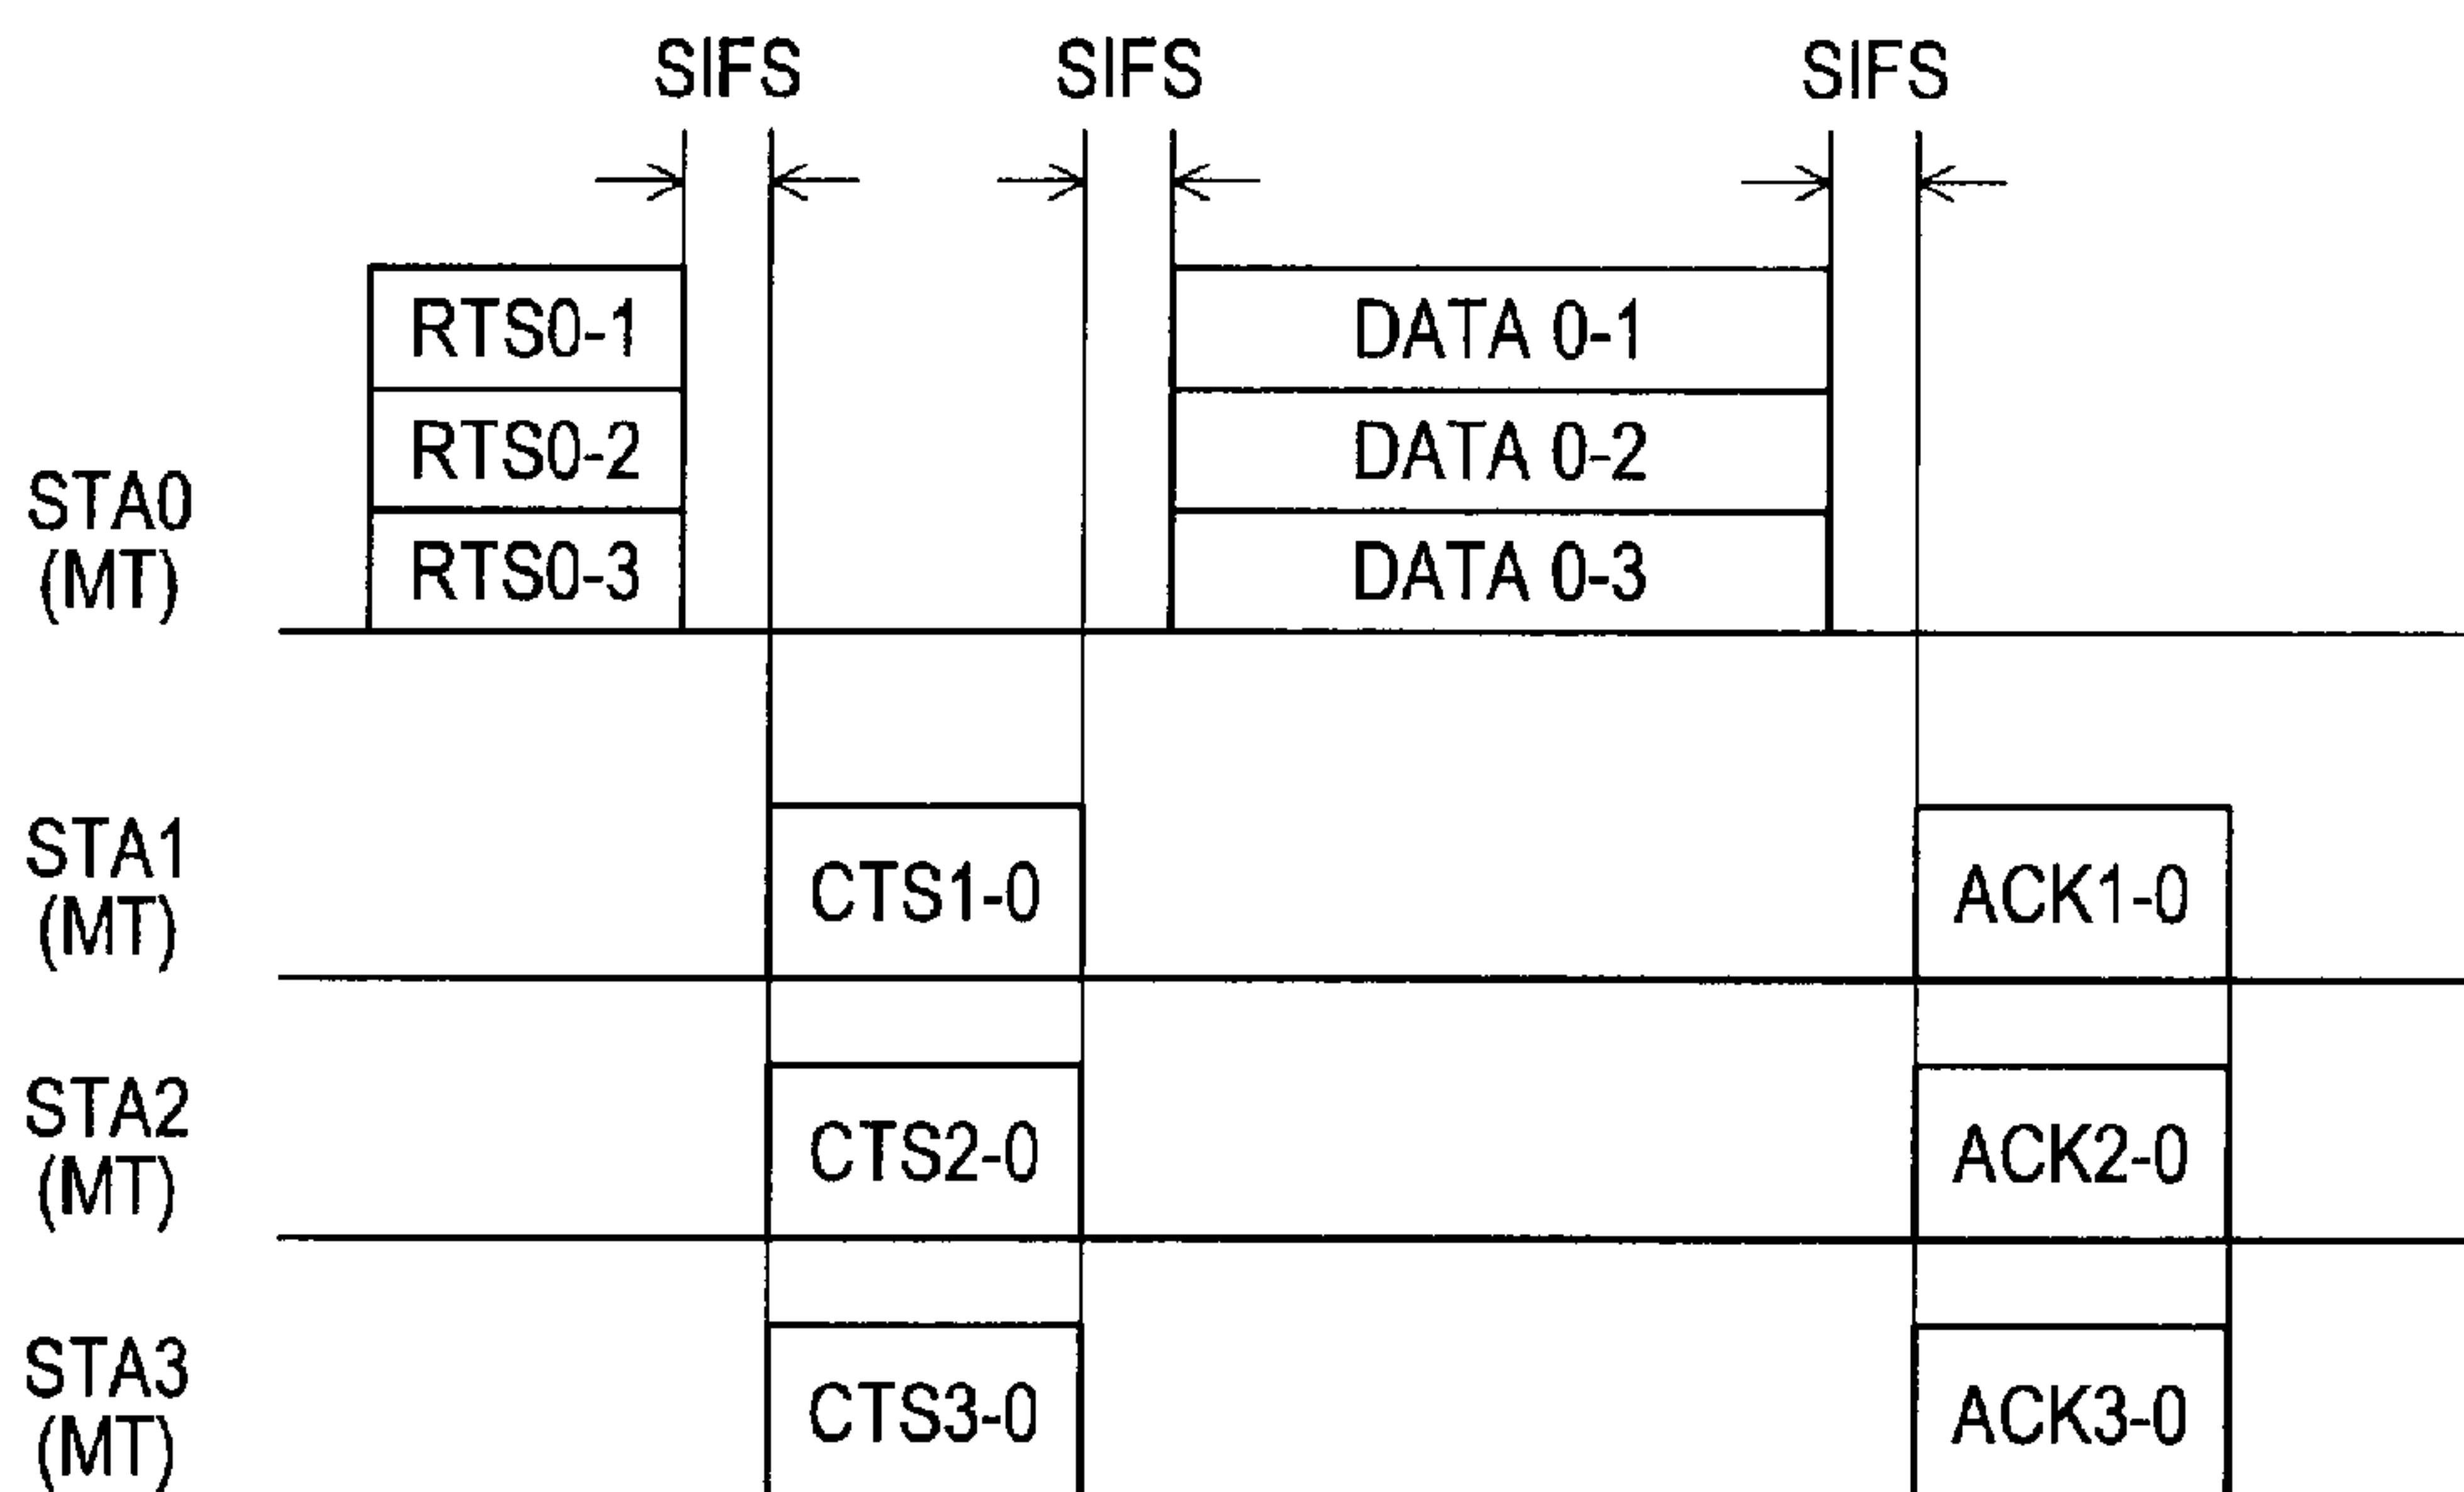 SIFS SIFS SIFS
RTS0-1 DATA 0-1
RTS0-2 DATA 0-2
STA0
(MT)
RTS0-3 DATA 0-3
STA1
(MT)
CTS1-0 ACK1-0
STA2
(MT)
CTS2-0 ACK2-0
STA3
(MT)
CTS3-0 ACK3-0